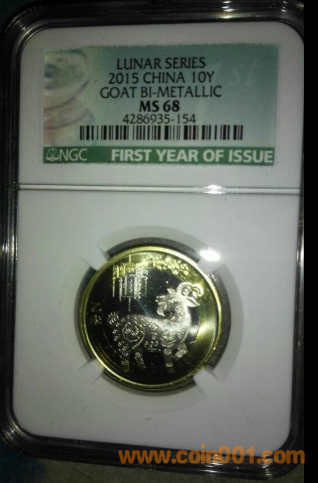 LUNAR SERIES
2015 CHINA 10Y
GOAT BI-METALLIC
MS 68
4286935-154
NGC FIRST YEAR OF ISSUE
www.coin001.com